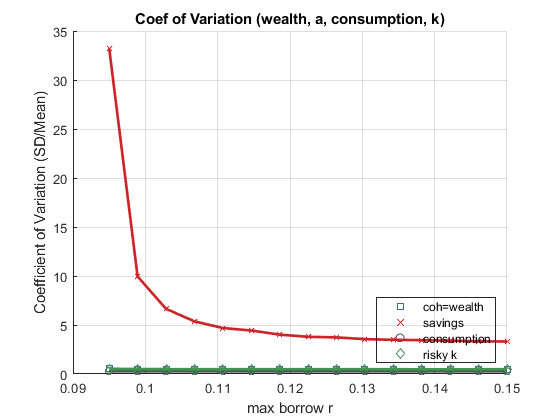 Coef of Variation (wealth, a, consumption, k)
Coefficient of Variation (SD/Mean)
35
30
25
20
15
10
5
0
coh=wealth
savings
consumption
risky k
0.09 0.1 0.11 0.12 0.13 0.14 0.15
max borrow r